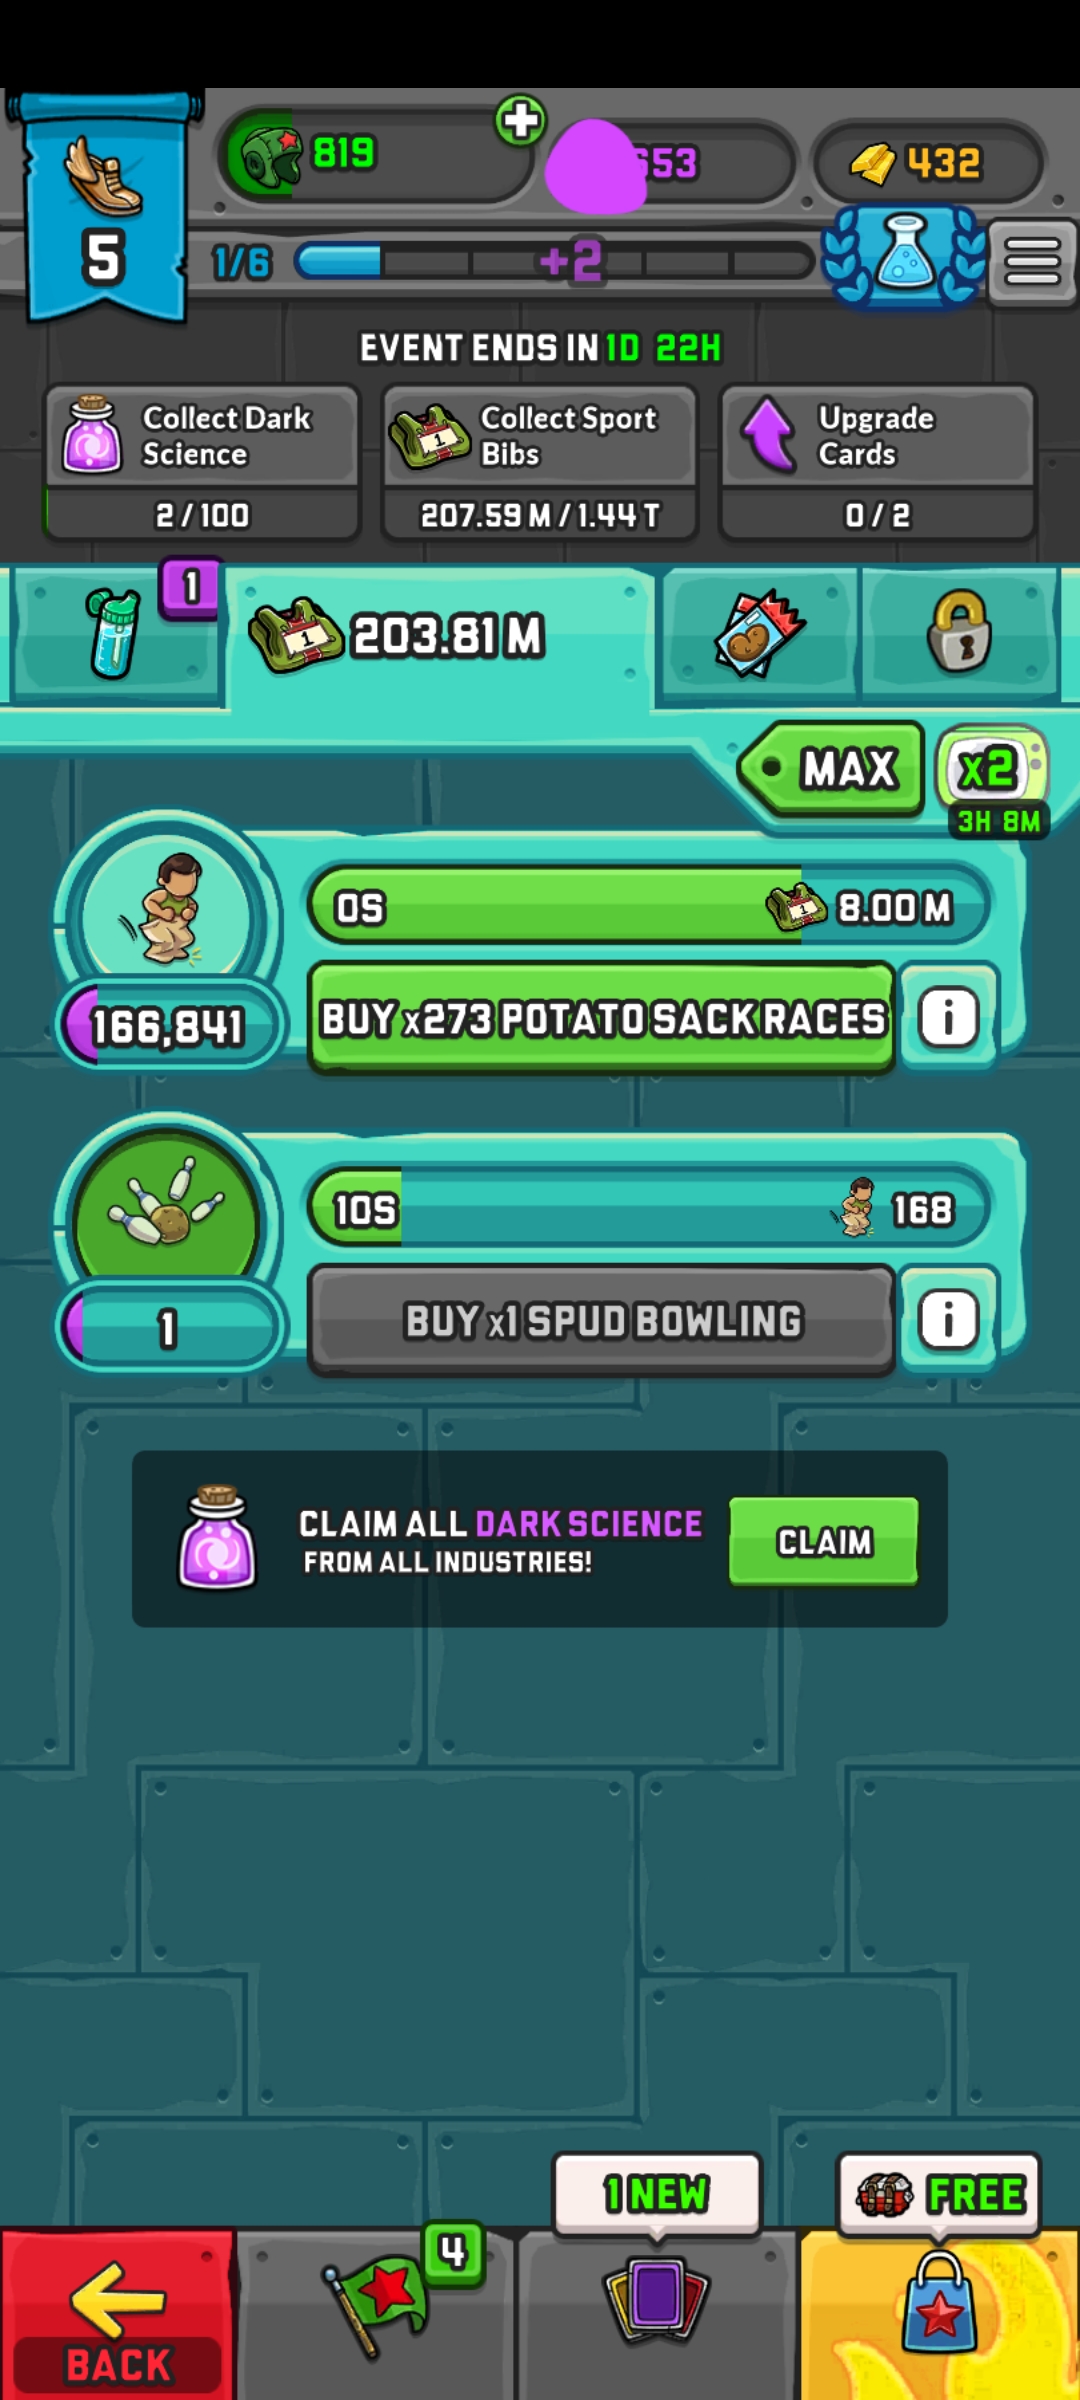 819
432
5
1/6
+2
EVENT ENDS IN 1D 22H
Collect Dark
Science
Collect Sport
Bibs
Upgrade
Cards
2 / 100
207.59 M / 1.44 T
0 / 2
1
1
203.81 M
MAX
x2
3H 8M
0S
1
8.00 M
166,841
BUY x273 POTATO SACK RACES
i
10S
168
1
BUY x1 SPUD BOWLING
i
CLAIM ALL DARK SCIENCE
FROM ALL INDUSTRIES!
CLAIM
1 NEW
FREE
4
BACK